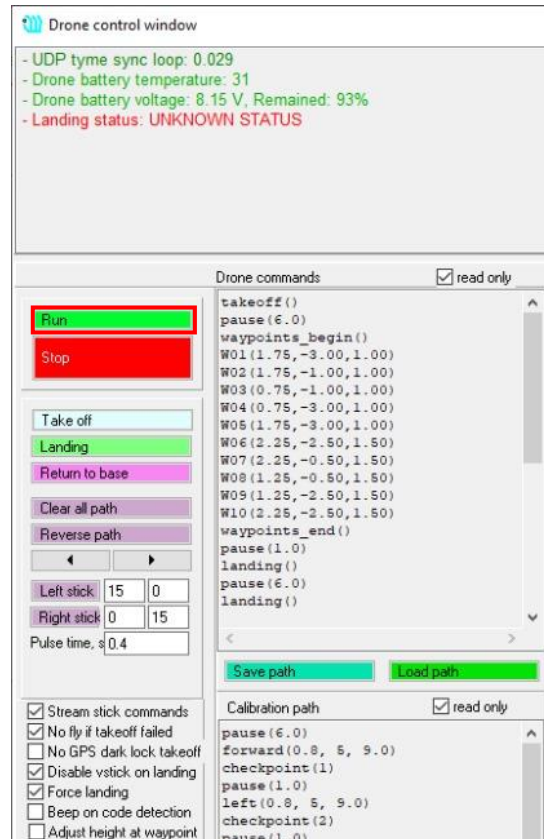 Drone control window
- UDP tyme sync loop: 0.029
- Drone battery temperature: 31
- Drone battery voltage: 8.15 V, Remained: 93%
- Landing status: UNKNOWN STATUS
Drone commands
read only
Run
Stop
takeoff()
pause(6.0)
waypoints_begin()
W01(1.75,-3.00,1.00)
W02(1.75,-1.00,1.00)
W03(0.75,-1.00,1.00)
W04(0.75,-3.00,1.00)
W05(1.75,-3.00,1.00)
W06(2.25,-2.50,1.50)
W07(2.25,-0.50,1.50)
W08(1.25,-0.50,1.50)
W09(1.25,-2.50,1.50)
W10(2.25,-2.50,1.50)
waypoints_end()
pause(1.0)
landing()
pause(6.0)
landing()
Take off
Landing
Return to base
Clear all path
Reverse path
Left stick 15 0
Right stick 0 15
Pulse time, s 0.4
Save path
Load path
Stream stick commands
No fly if takeoff failed
No GPS dark lock takeoff
Disable vstick on landing
Force landing
Beep on code detection
Adjust height at waypoint
Calibration path
read only
pause(6.0)
forward(0.8, 5, 9.0)
checkpoint(1)
pause(1.0)
left(0.8, 5, 9.0)
checkpoint(2)
pause(1.0)